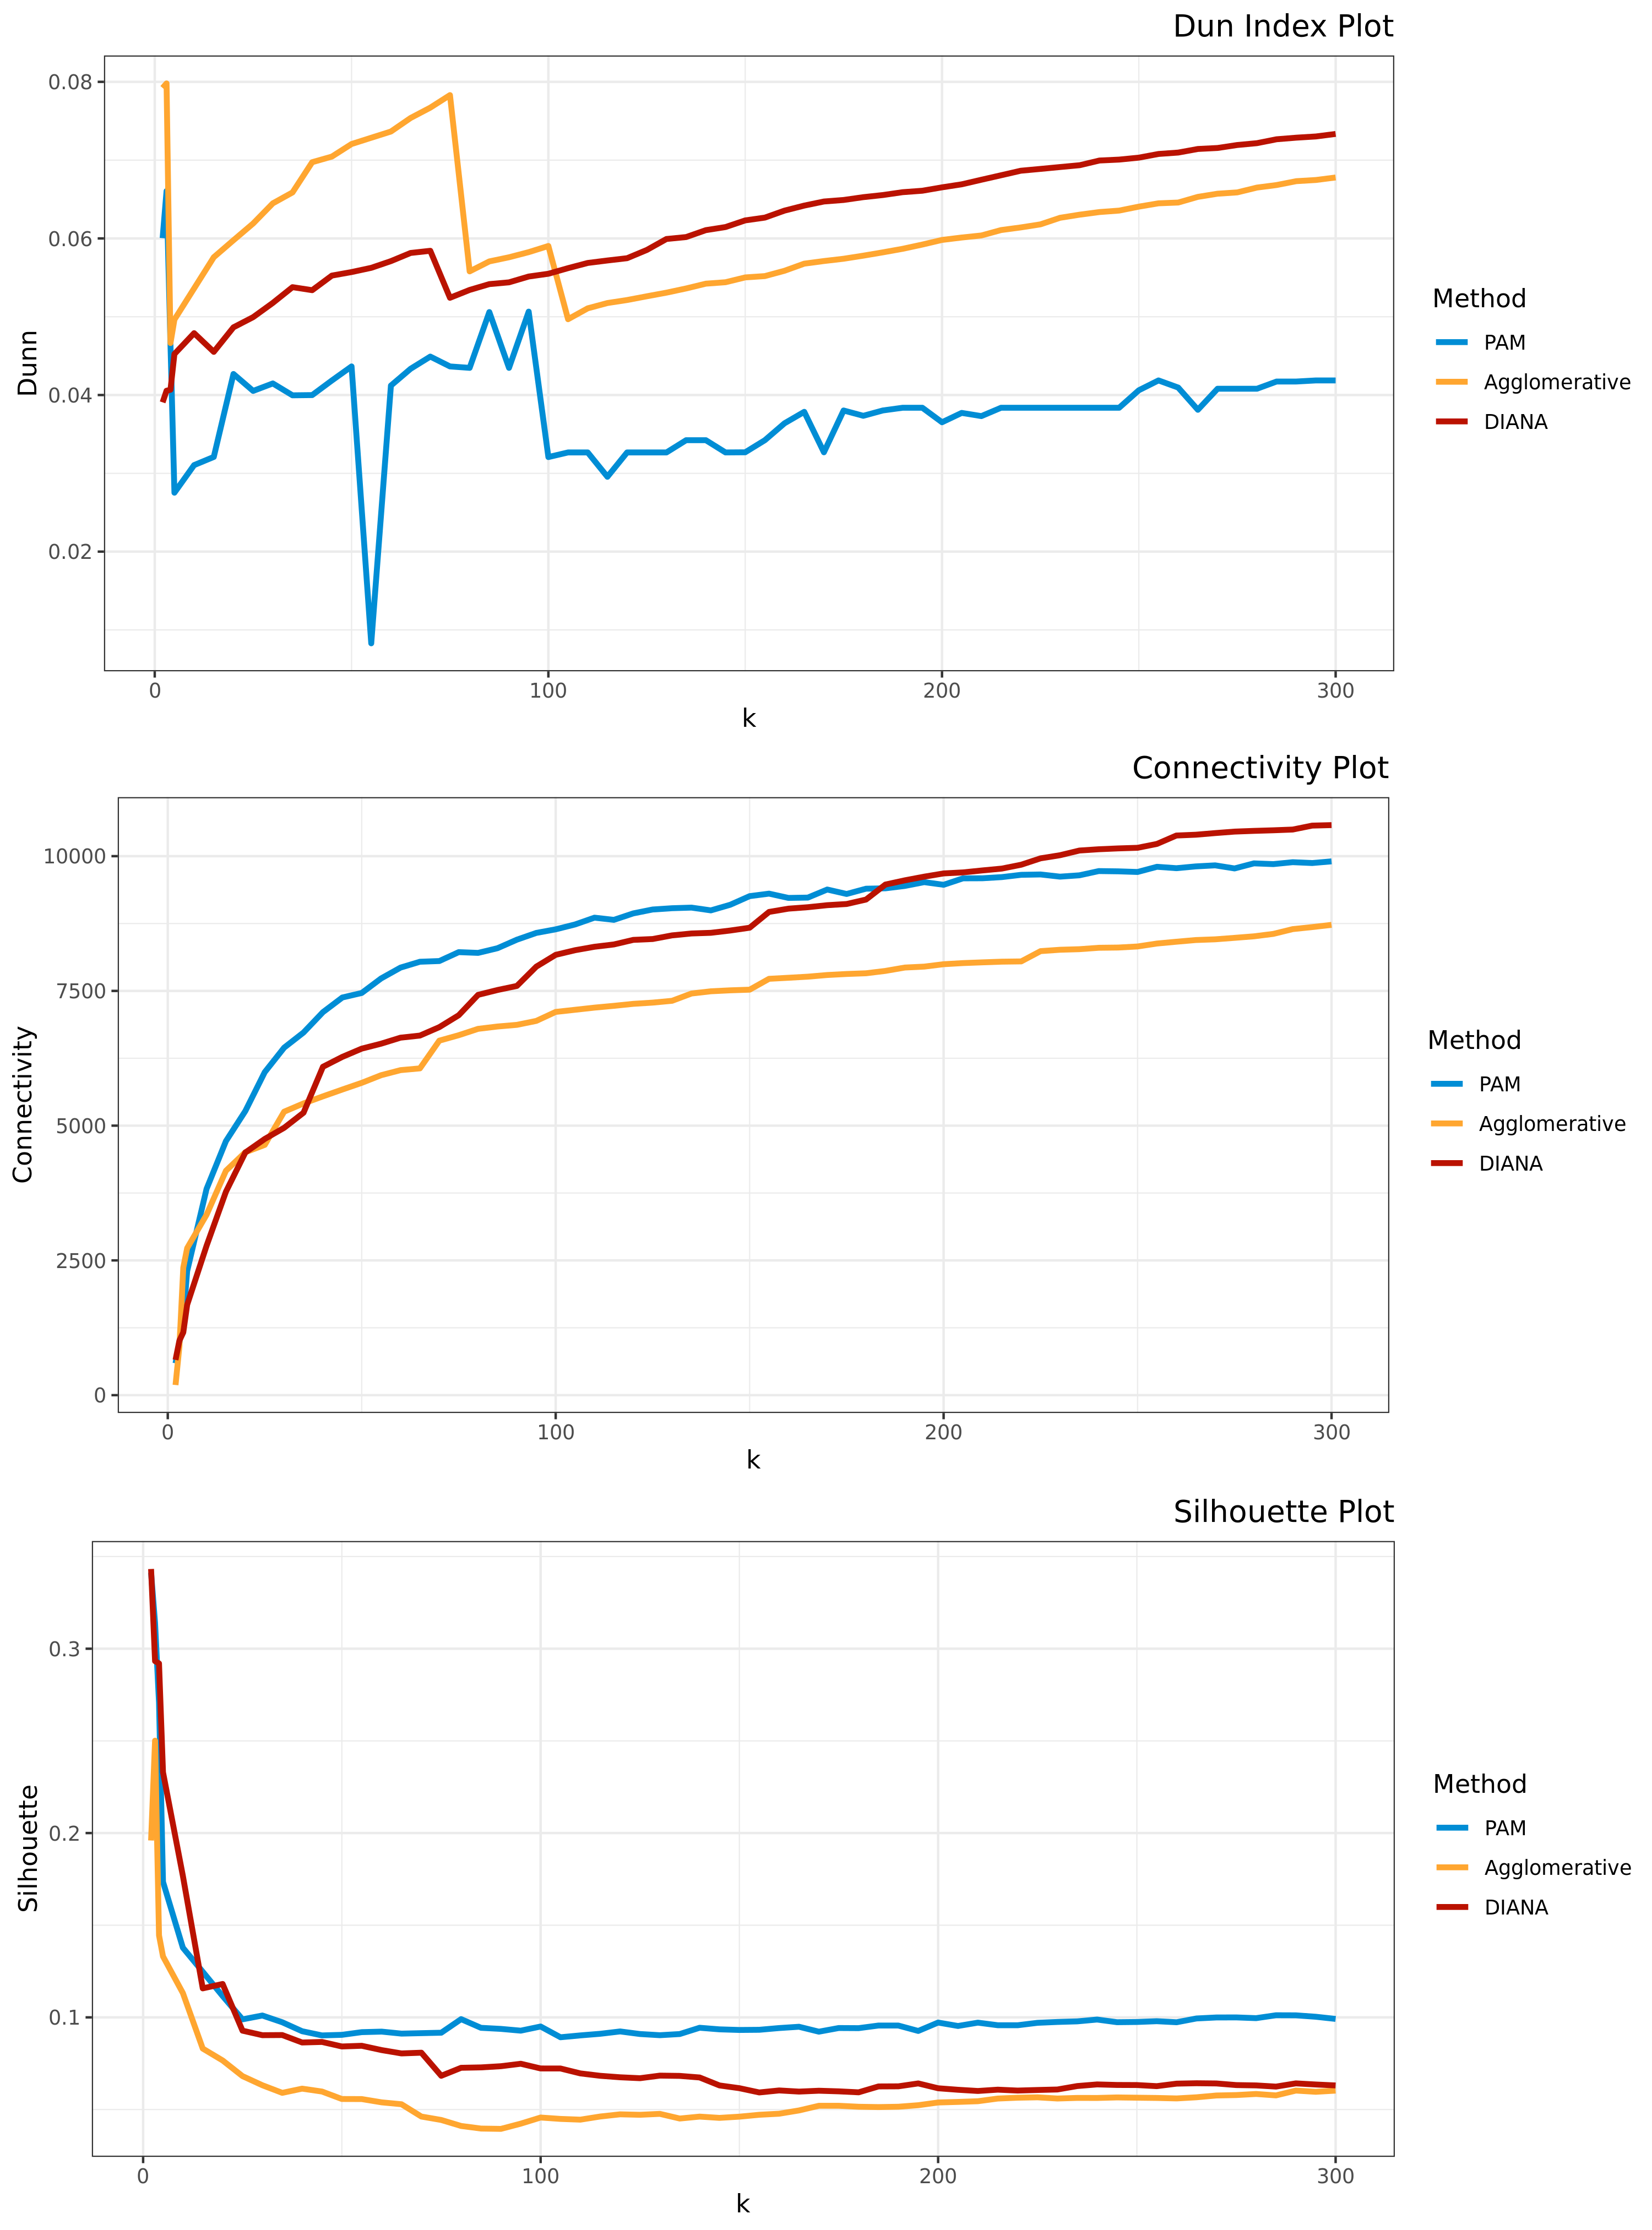 Dun Index Plot
0.08
0.06
0.04
0.02
Dunn
0 100 200 300
k
Method
PAM
Agglomerative
DIANA
Connectivity Plot
10000
7500
5000
2500
0
Connectivity
0 100 200 300
k
Method
PAM
Agglomerative
DIANA
Silhouette Plot
0.3
0.2
0.1
Silhouette
0 100 200 300
k
Method
PAM
Agglomerative
DIANA